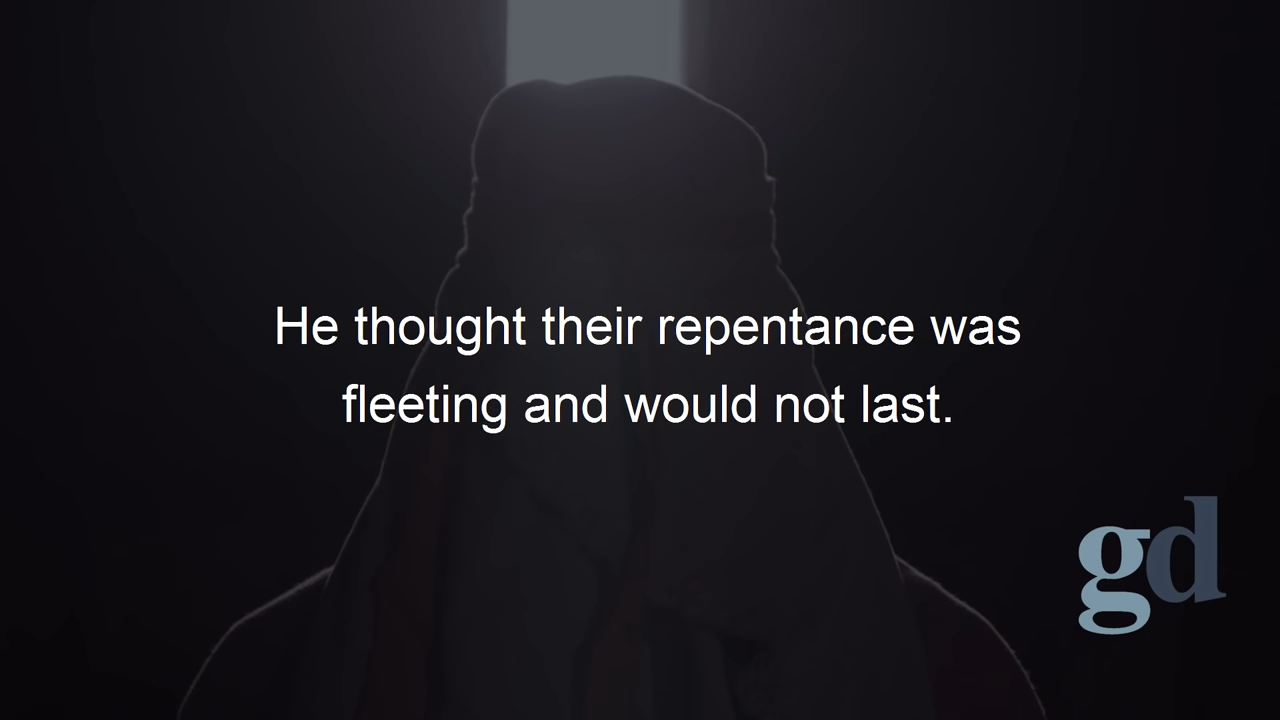 He thought their repentance was
fleeting and would not last.
gd